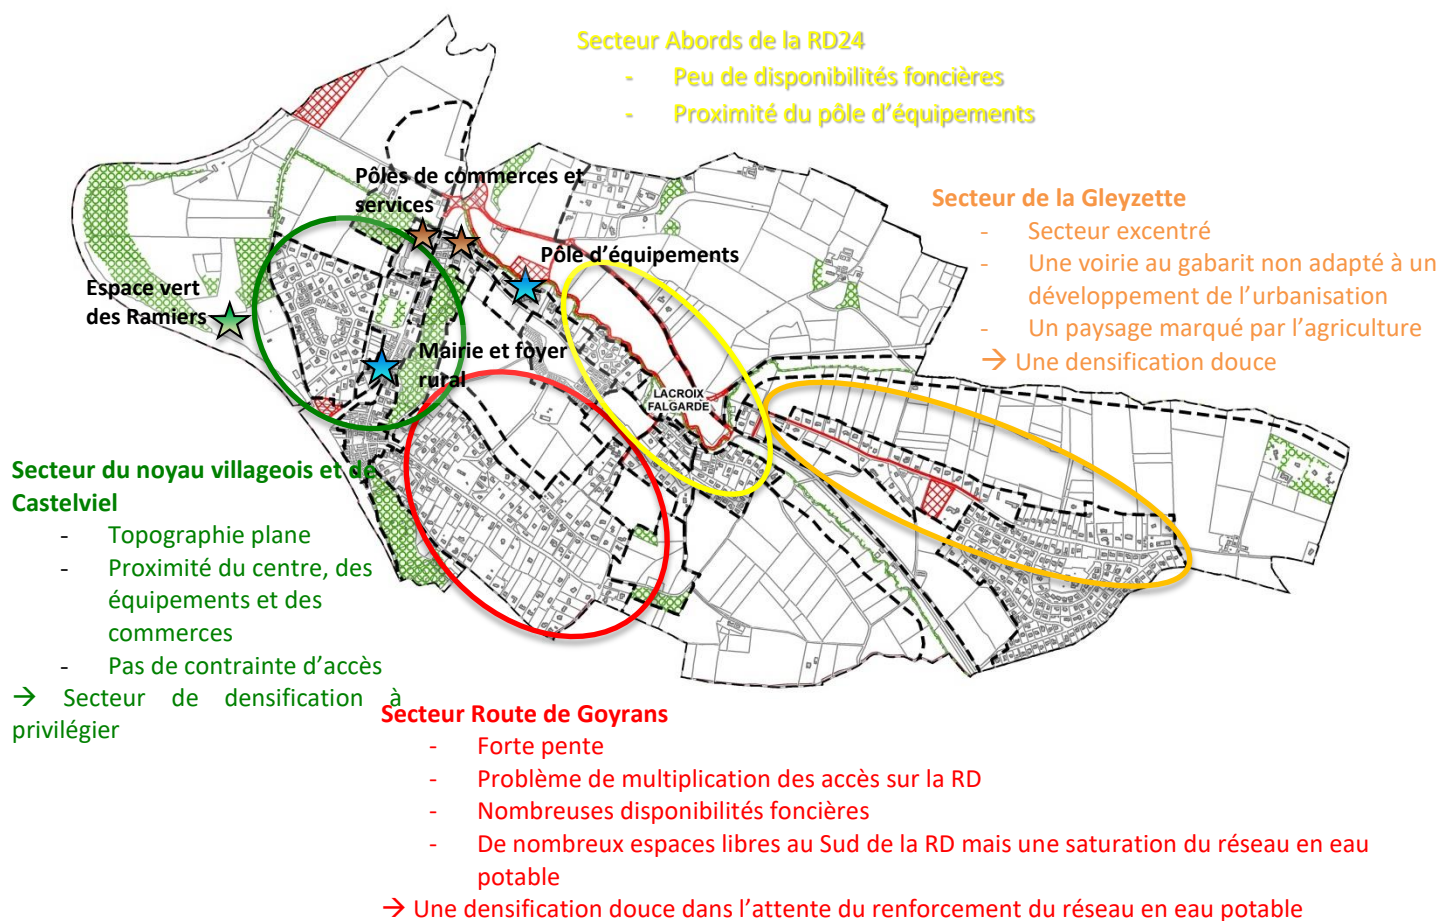 Secteur Abords de la RD24
- Peu de disponibilités foncières
- Proximité du pôle d’équipements
Pôles de commerces et
services
Pôle d’équipements
Espace vert
des Ramiers
Mairie et foyer
rural
LACROIX
FALGARDE
Secteur de la Gleyzette
- Secteur excentré
- Une voirie au gabarit non adapté à un
développement de l’urbanisation
- Un paysage marqué par l’agriculture
→ Une densification douce
Secteur du noyau villageois et de
Castelviel
- Topographie plane
- Proximité du centre, des
équipements et des
commerces
- Pas de contrainte d’accès
→ Secteur de densification à
privilégier
Secteur Route de Goyrans
- Forte pente
- Problème de multiplication des accès sur la RD
- Nombreuses disponibilités foncières
- De nombreux espaces libres au Sud de la RD mais une saturation du réseau en eau
potable
→ Une densification douce dans l’attente du renforcement du réseau en eau potable